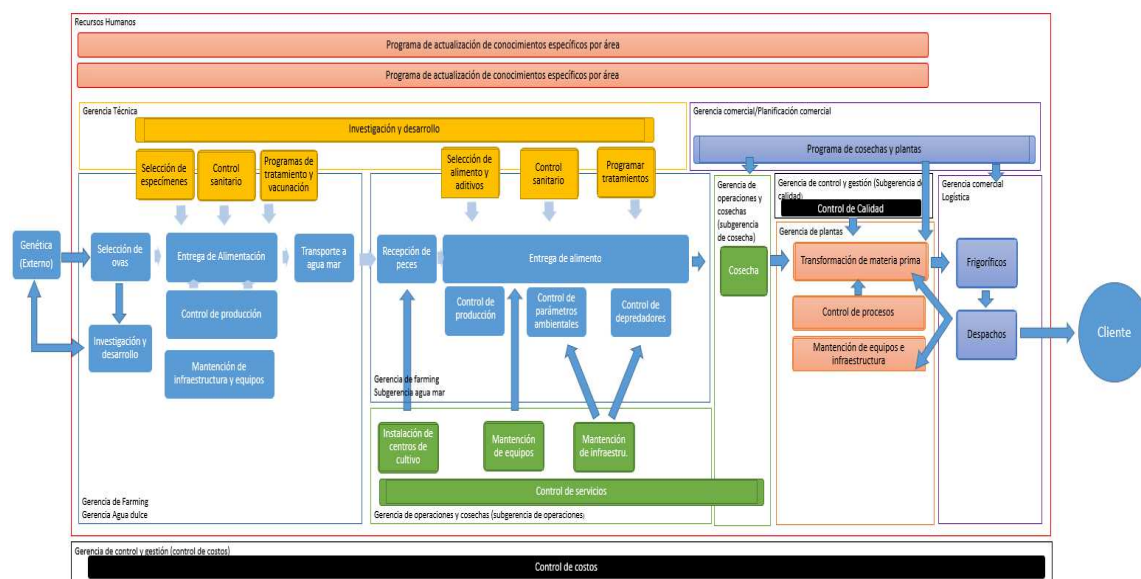 Recursos Humanos
Programa de actualización de conocimientos específicos por área
Programa de actualización de conocimientos específicos por área
Gerencia Técnica
Investigación y desarrollo
Selección de
especímenes
Control
sanitario
Programas de
tratamiento y
vacunación
Selección de
alimento y
aditivos
Control
sanitario
Programar
tratamientos
Gerencia comercial/Planificación comercial
Programa de cosechas y plantas
Gerencia de
operaciones y
cosechas
(subgerencia
de cosecha)
Gerencia de control y gestión (Subgerencia de
calidad)
Control de Calidad
Gerencia comercial
Logística
Gerencia de plantas
Genética
(Externo)
Selección de
ovas
Entrega de Alimentación
Transporte a
agua mar
Recepción de
peces
Entrega de alimento
Cosecha
Transformación de materia prima
Frigoríficos
Control de producción
Control de
producción
Control de
parámetros
ambientales
Control de
depredadores
Control de procesos
Investigación y
desarrollo
Mantención de
infraestructura y equipos
Mantención de equipos e
infraestructura
Despachos
Cliente
Gerencia de farming
Subgerencia agua mar
Instalación de
centros de
cultivo
Mantención
de equipos
Mantención
de infraestru.
Control de servicios
Gerencia de Farming
Gerencia Agua dulce
Gerencia de operaciones y cosechas (subgerencia de operaciones)
Gerencia de control y gestión (control de costos)
Control de costos